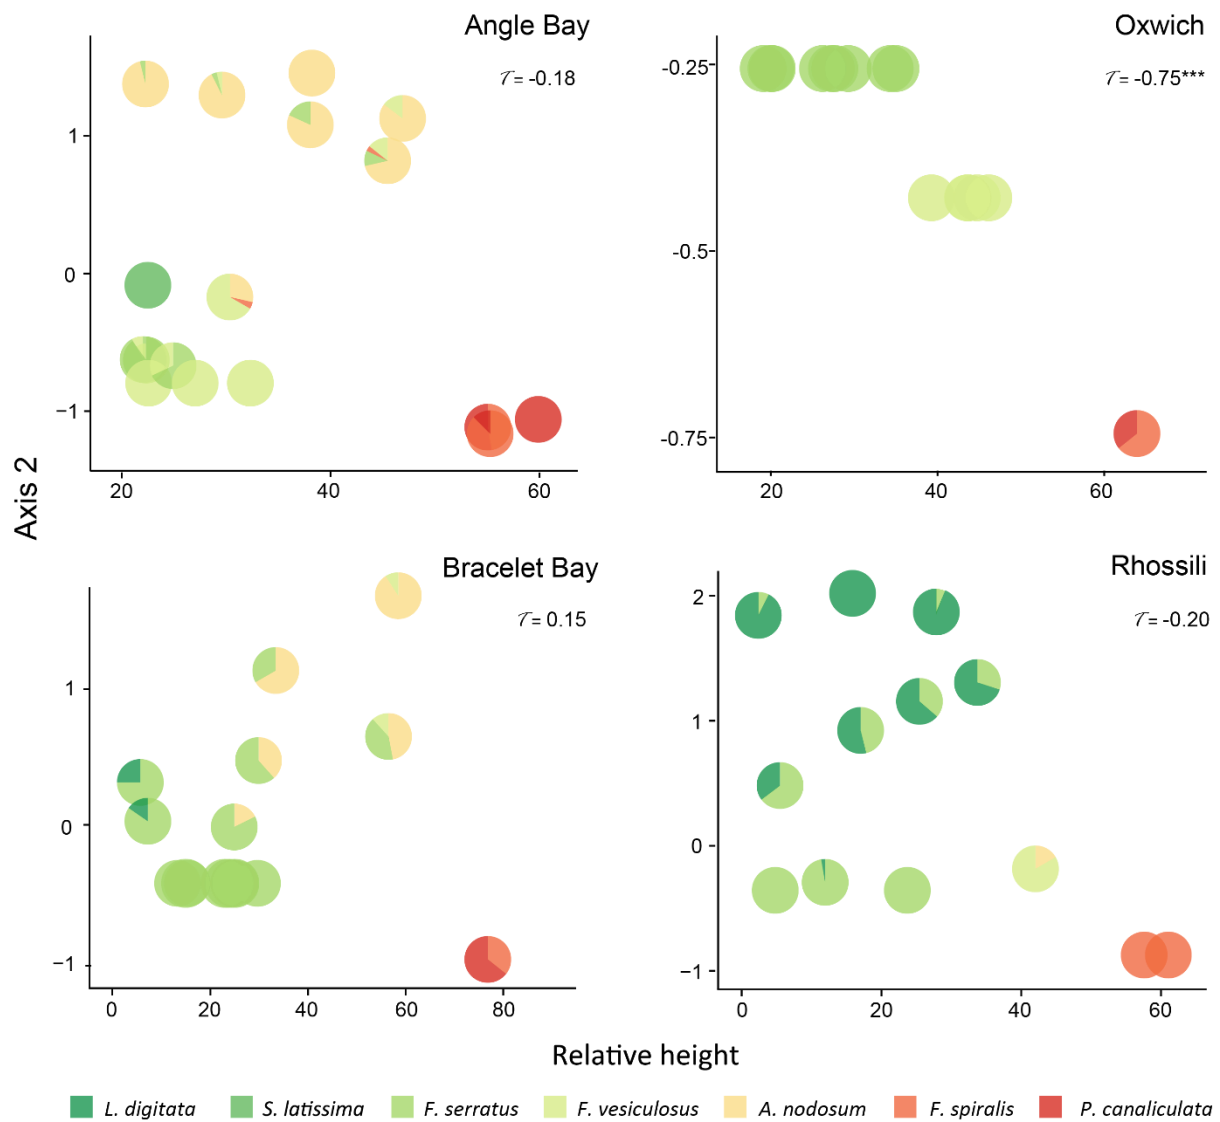 Angle Bay
𝒯 = -0.18
1
0
−1
20 40 60
Oxwich
𝒯 = -0.75***
-0.25
-0.5
-0.75
20 40 60
Axis 2
Bracelet Bay
𝒯 = 0.15
1
0
−1
0 20 40 60 80
Rhossili
𝒯 = -0.20
2
1
0
−1
0 20 40 60
Relative height
L. digitata S. latissima F. serratus F. vesiculosus A. nodosum F. spiralis P. canaliculata